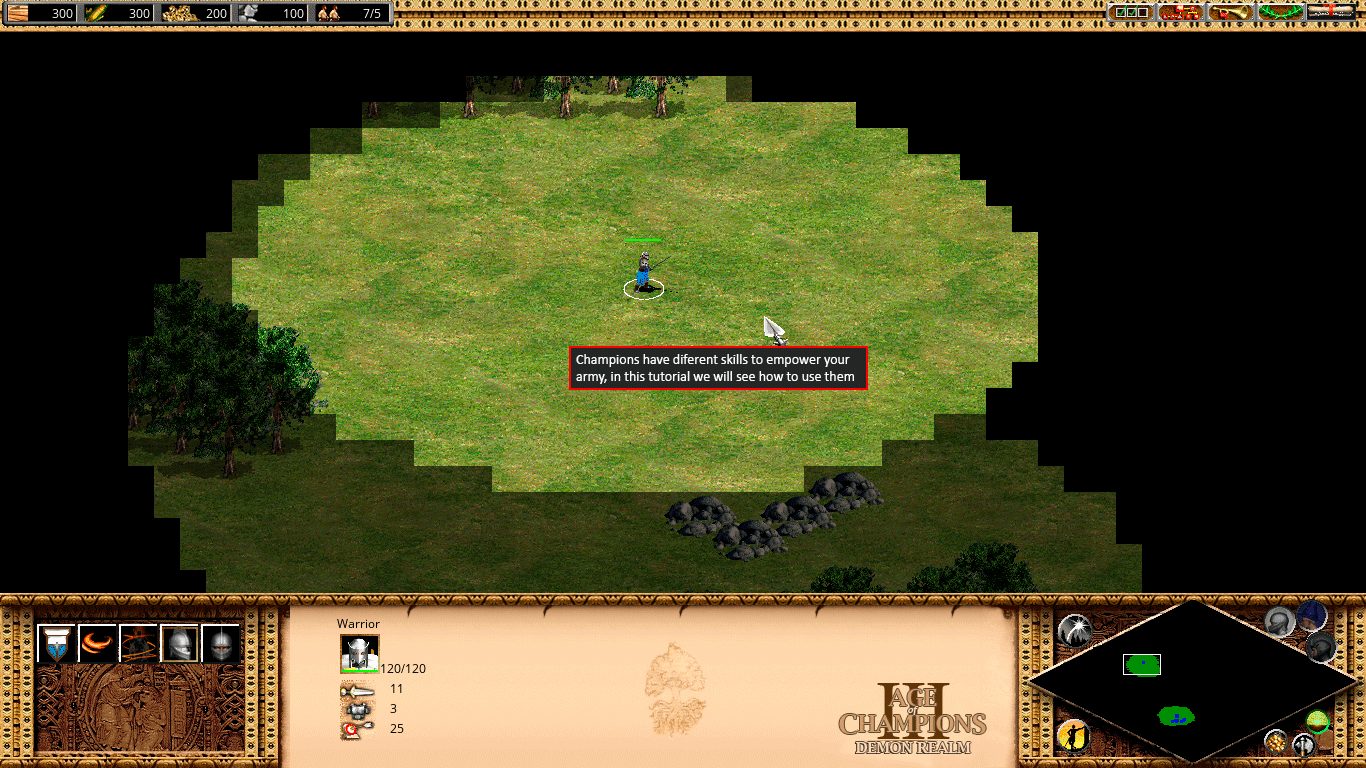 300
300
200
100
7/5
Champions have diferent skills to empower your
army, in this tutorial we will see how to use them
Warrior
120/120
11
3
25
III
AGE
of
CHAMPIONS
DEMON REALM